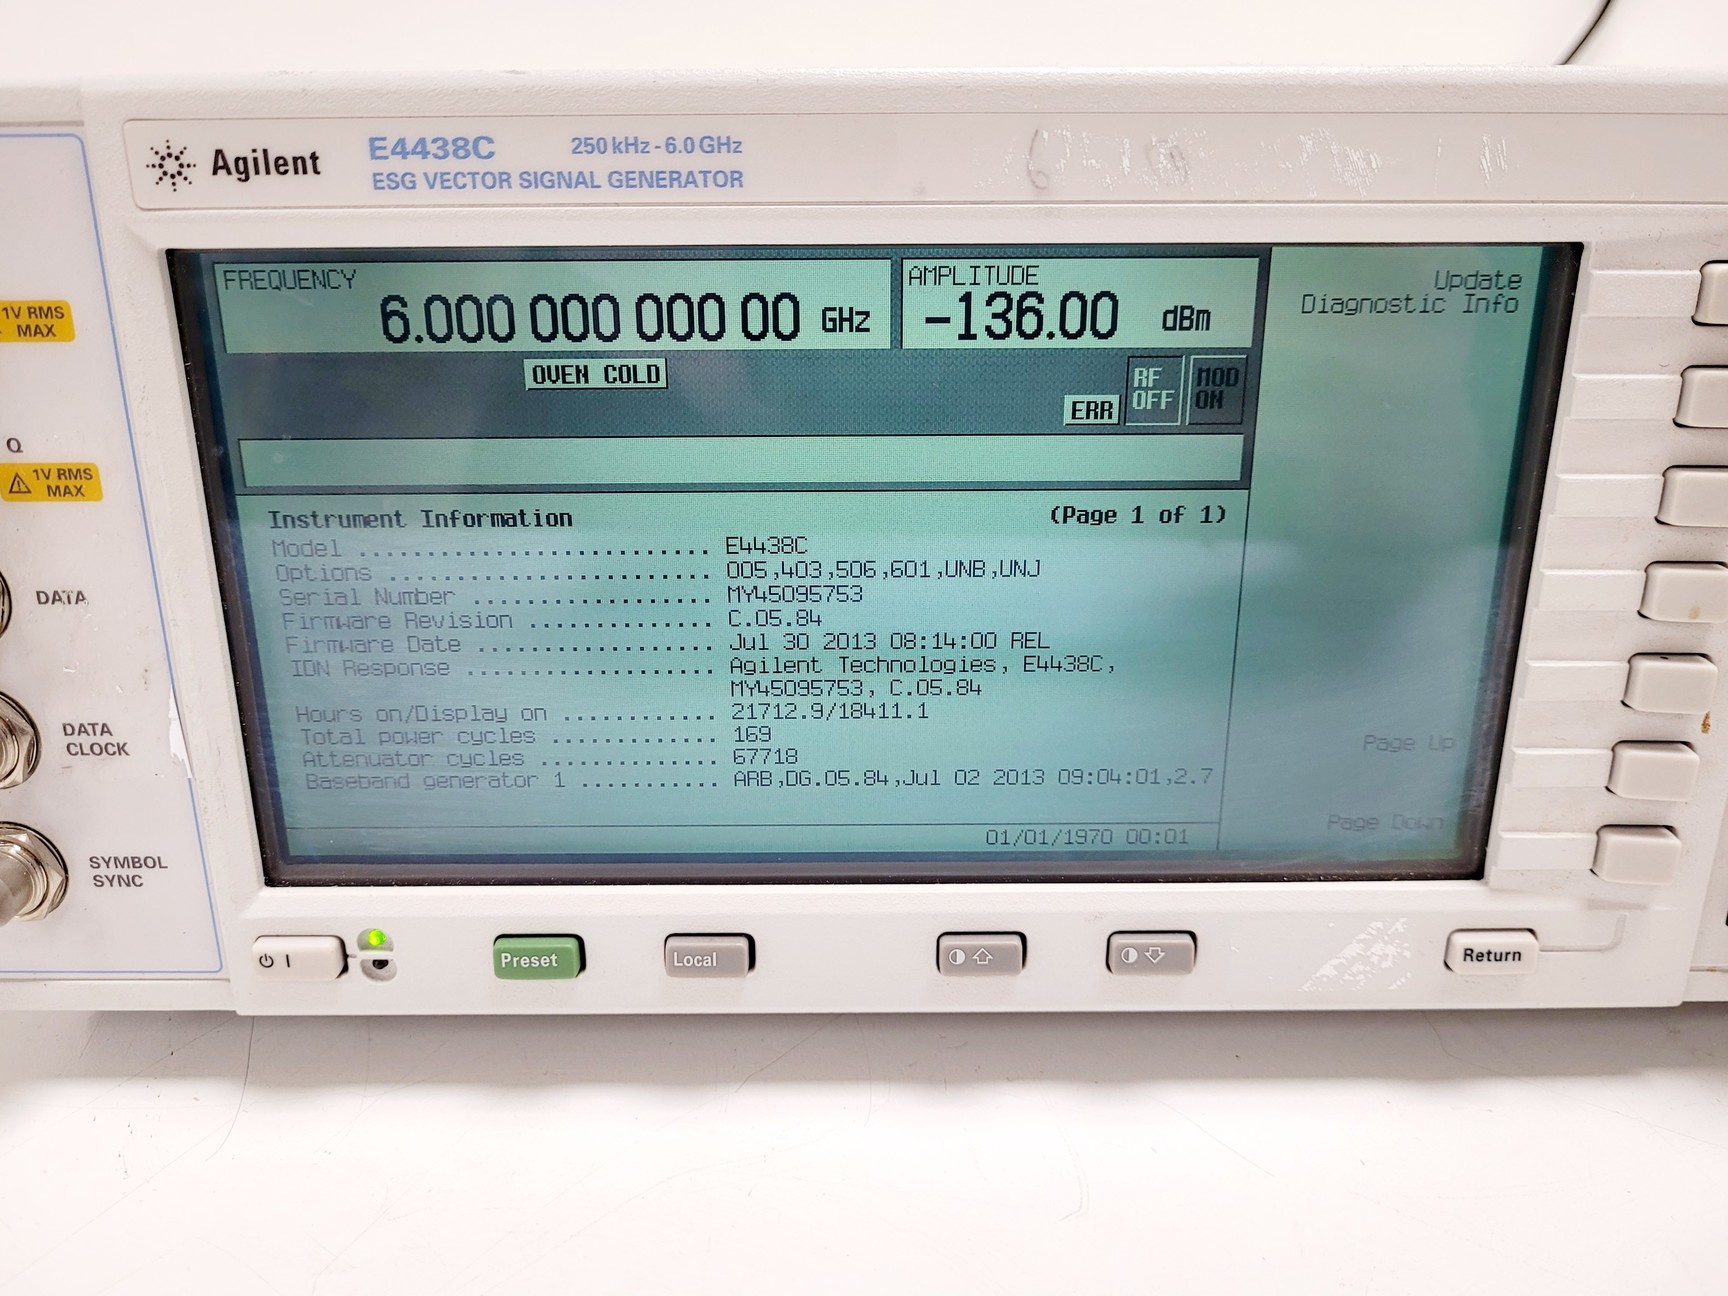 Agilent
E4438C 250 kHz - 6.0 GHz
ESG VECTOR SIGNAL GENERATOR
1V RMS
MAX
Q
1V RMS
MAX
DATA
DATA
CLOCK
SYMBOL
SYNC
FREQUENCY
6.000 000 000 00 GHz
AMPLITUDE
-136.00 dBm
OVEN COLD
ERR
RF
OFF
MOD
ON
Update
Diagnostic Info
Instrument Information (Page 1 of 1)
Model .......................... E4438C
Options ........................ 005,403,506,601,UNB,UNJ
Serial Number .................. MY45095753
Firmware Revision .............. C.05.84
Firmware Date .................. Jul 30 2013 08:14:00 REL
IDN Response ................... Agilent Technologies, E4438C,
MY45095753, C.05.84
Hours on/Display on ............ 21712.9/18411.1
Total power cycles ............. 169
Attenuator cycles .............. 67718
Baseband generator 1 ........... ARB,DG.05.84,Jul 02 2013 09:04:01,2.7
01/01/1970 00:01
Page Up
Page Down
Preset
Local
Return